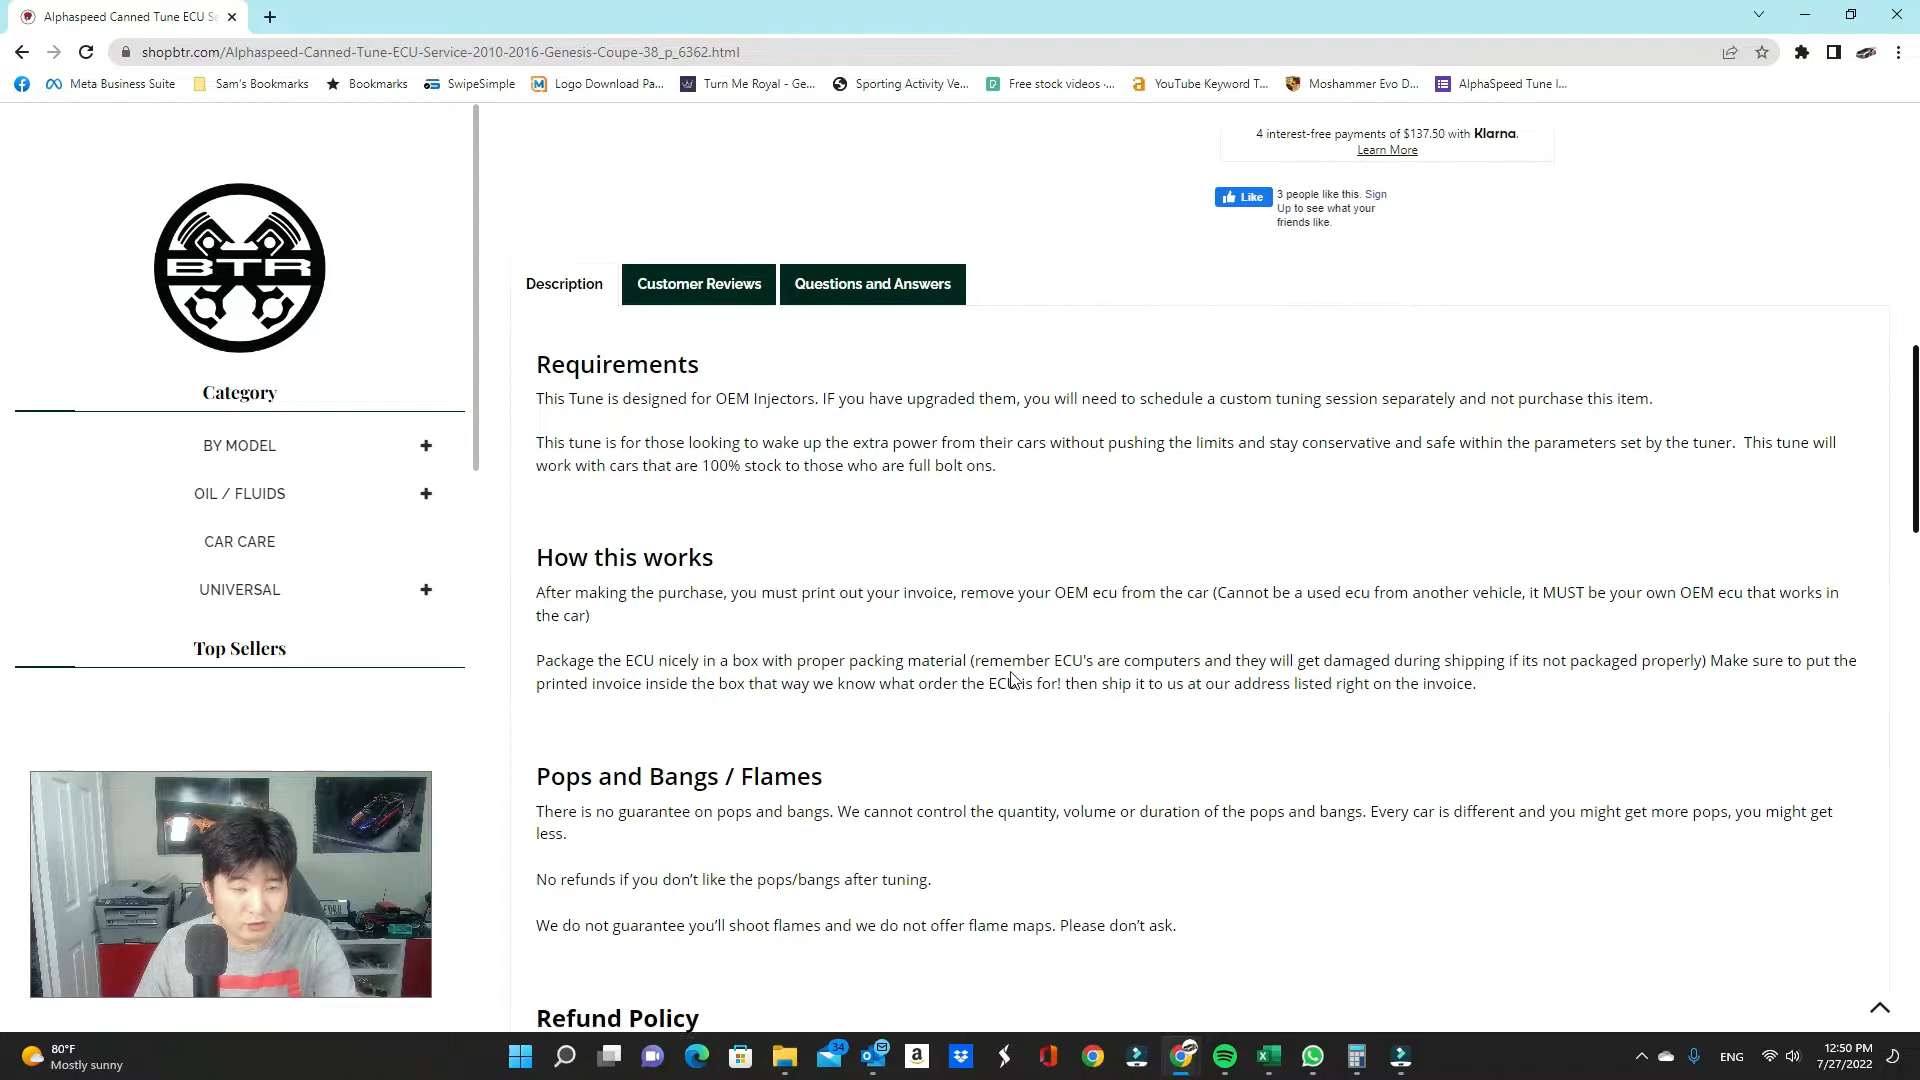 Alphaspeed Canned Tune ECU Se
shopbtr.com/Alphaspeed-Canned-Tune-ECU-Service-2010-2016-Genesis-Coupe-38_p_6362.html
Meta Business Suite
Sam's Bookmarks
Bookmarks
SwipeSimple
Logo Download Pa...
Turn Me Royal - Ge...
Sporting Activity Ve...
Free stock videos -...
YouTube Keyword T...
Moshammer Evo D...
AlphaSpeed Tune I...
4 interest-free payments of $137.50 with Klarna.
Learn More
Like
3 people like this. Sign
Up to see what your
friends like.
BTR
Category
BY MODEL
OIL / FLUIDS
CAR CARE
UNIVERSAL
Top Sellers
Description
Customer Reviews
Questions and Answers
Requirements
This Tune is designed for OEM Injectors. IF you have upgraded them, you will need to schedule a custom tuning session separately and not purchase this item.
This tune is for those looking to wake up the extra power from their cars without pushing the limits and stay conservative and safe within the parameters set by the tuner. This tune will
work with cars that are 100% stock to those who are full bolt ons.
How this works
After making the purchase, you must print out your invoice, remove your OEM ecu from the car (Cannot be a used ecu from another vehicle, it MUST be your own OEM ecu that works in
the car)
Package the ECU nicely in a box with proper packing material (remember ECU's are computers and they will get damaged during shipping if its not packaged properly) Make sure to put the
printed invoice inside the box that way we know what order the ECU is for! then ship it to us at our address listed right on the invoice.
Pops and Bangs / Flames
There is no guarantee on pops and bangs. We cannot control the quantity, volume or duration of the pops and bangs. Every car is different and you might get more pops, you might get
less.
No refunds if you don’t like the pops/bangs after tuning.
We do not guarantee you’ll shoot flames and we do not offer flame maps. Please don’t ask.
Refund Policy
80°F
Mostly sunny
34
ENG
12:50 PM
7/27/2022